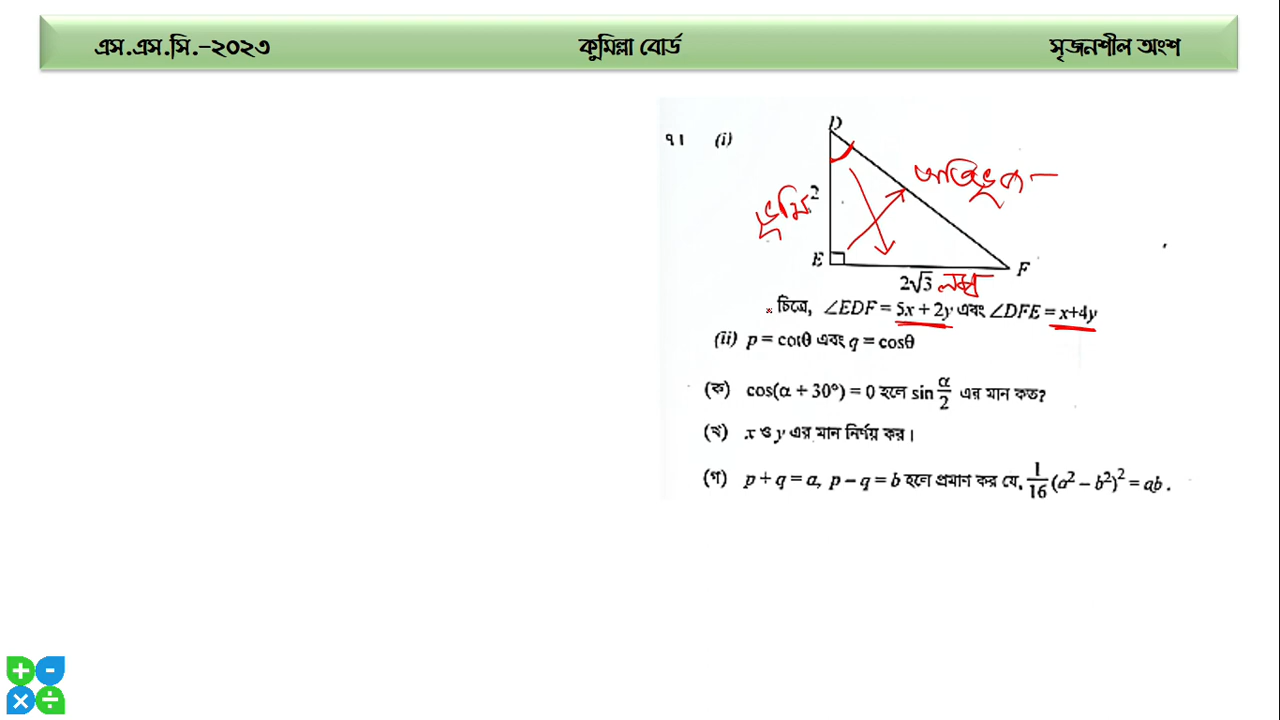 এস.এস.সি.-২০২৩ কুমিল্লা বোর্ড সৃজনশীল অংশ
৭। (i)
D
অতিভুজ
ভূমি 2
E F
2√3 লম্ব
চিত্রে, ∠EDF = 5x + 2y এবং ∠DFE = x+4y
(ii) p = cotθ এবং q = cosθ
(ক) cos(α + 30°) = 0 হলে sin α/2 এর মান কত?
(খ) x ও y এর মান নির্ণয় কর।
(গ) p + q = a, p − q = b হলে প্রমাণ কর যে, 1/16 (a² − b²)² = ab .
+ -
× ÷